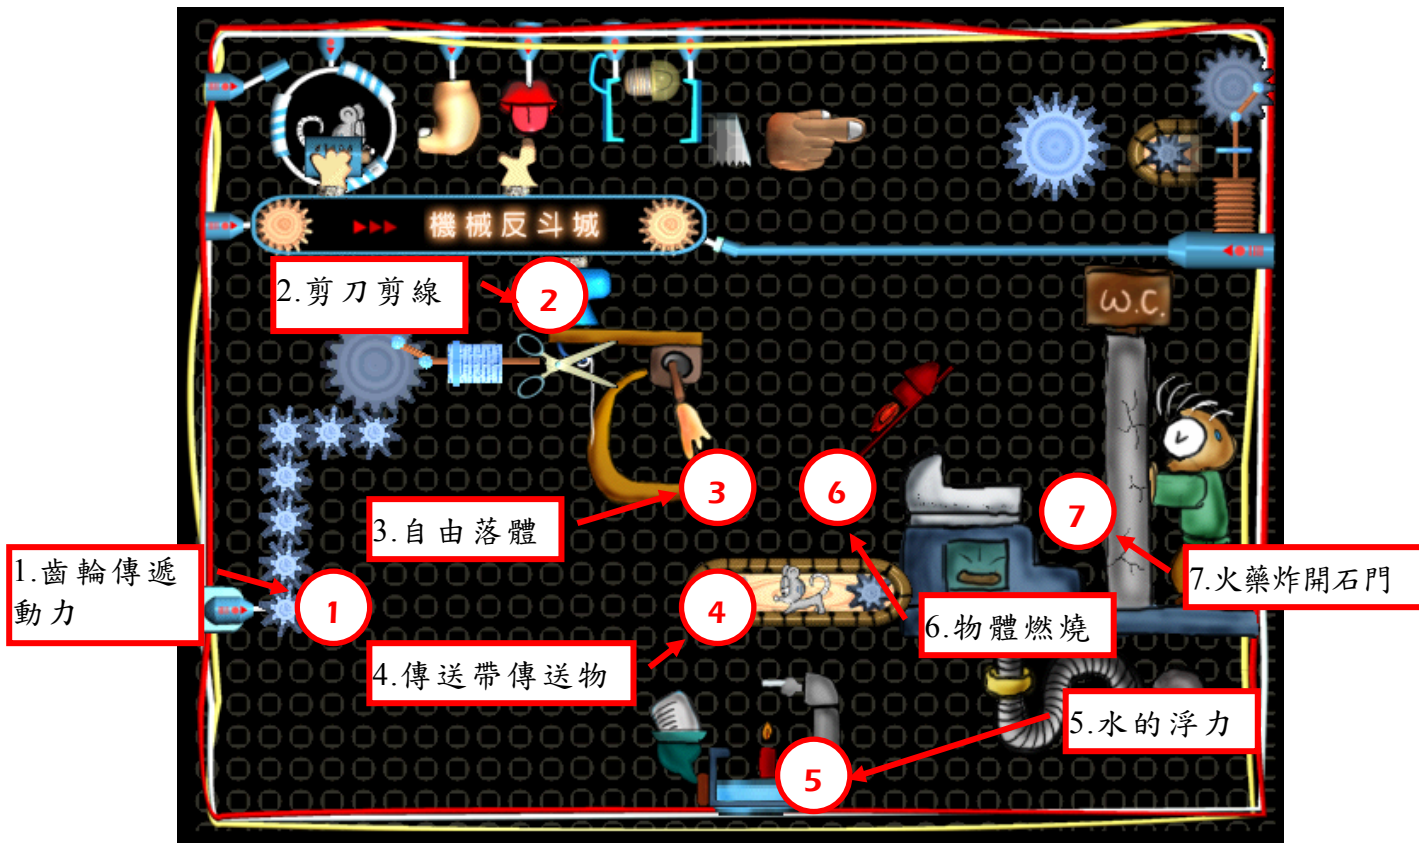 機械反斗城
2.剪刀剪線
2
W.C.
3
6
7
3.自由落體
1.齒輪傳遞
動力
7.火藥炸開石門
1
4
6.物體燃燒
4.傳送帶傳送物
5.水的浮力
5